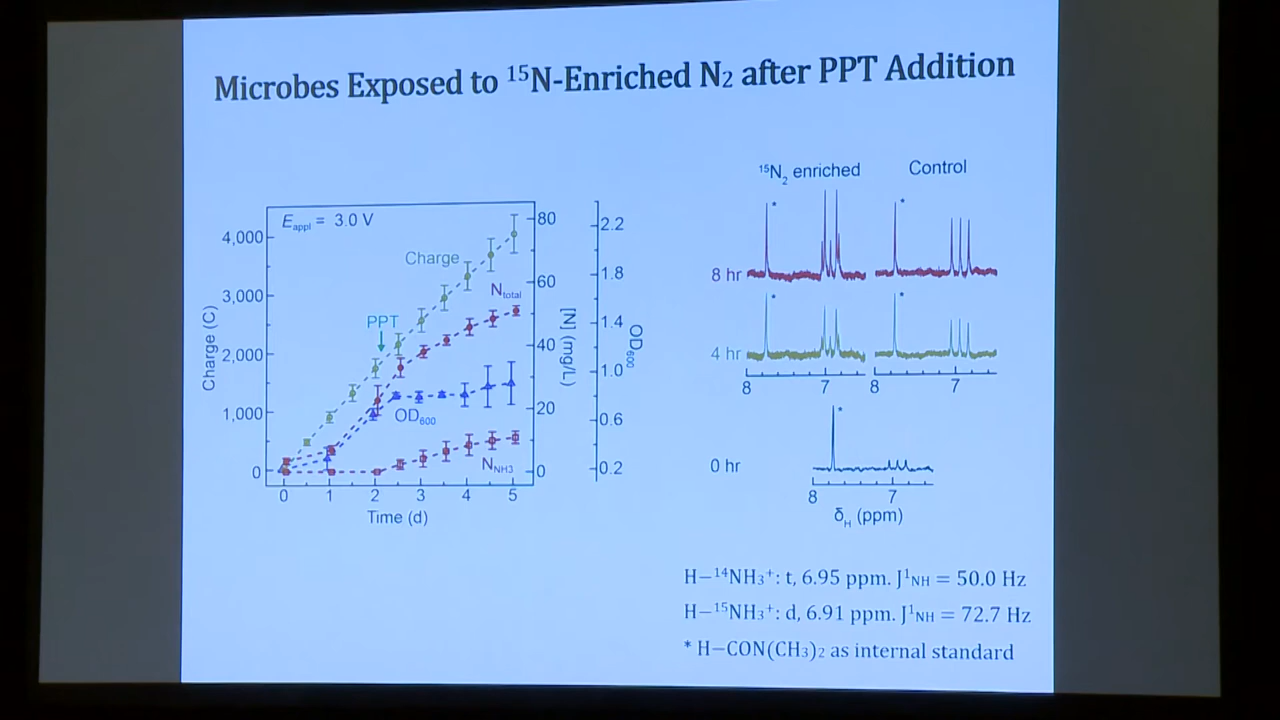 Microbes Exposed to ¹⁵N-Enriched N₂ after PPT Addition
E_appl = 3.0 V
Charge
N_total
PPT
OD₆₀₀
N_NH3
4,000
3,000
2,000
1,000
0
Charge (C)
0 1 2 3 4 5
Time (d)
80
60
40
20
0
[N] (mg/L)
2.2
1.8
1.4
1.0
0.6
0.2
OD₆₀₀
¹⁵N₂ enriched Control
* *
8 hr
* *
4 hr
8 7 8 7
*
0 hr
8 7
δ_H (ppm)
H–¹⁴NH₃⁺: t, 6.95 ppm. J¹NH = 50.0 Hz
H–¹⁵NH₃⁺: d, 6.91 ppm. J¹NH = 72.7 Hz
* H–CON(CH₃)₂ as internal standard